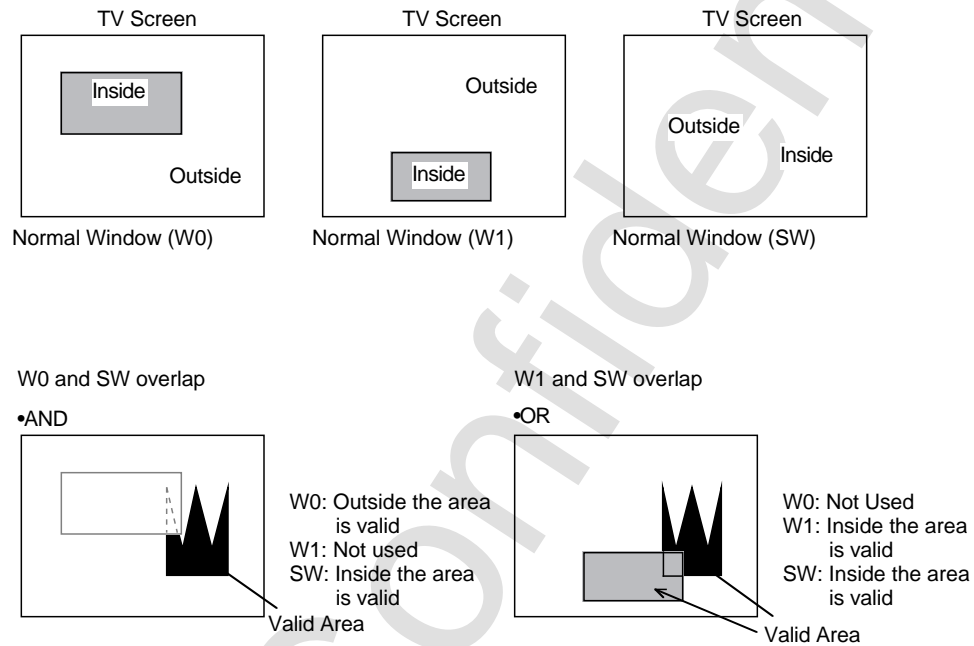 TV Screen
TV Screen
TV Screen
Inside
Outside
Outside
Inside
Outside
Inside
Normal Window (W0)
Normal Window (W1)
Normal Window (SW)
W0 and SW overlap
•AND
W0: Outside the area
is valid
W1: Not used
SW: Inside the area
is valid
Valid Area
W1 and SW overlap
•OR
W0: Not Used
W1: Inside the area
is valid
SW: Inside the area
is valid
Valid Area
onfiden